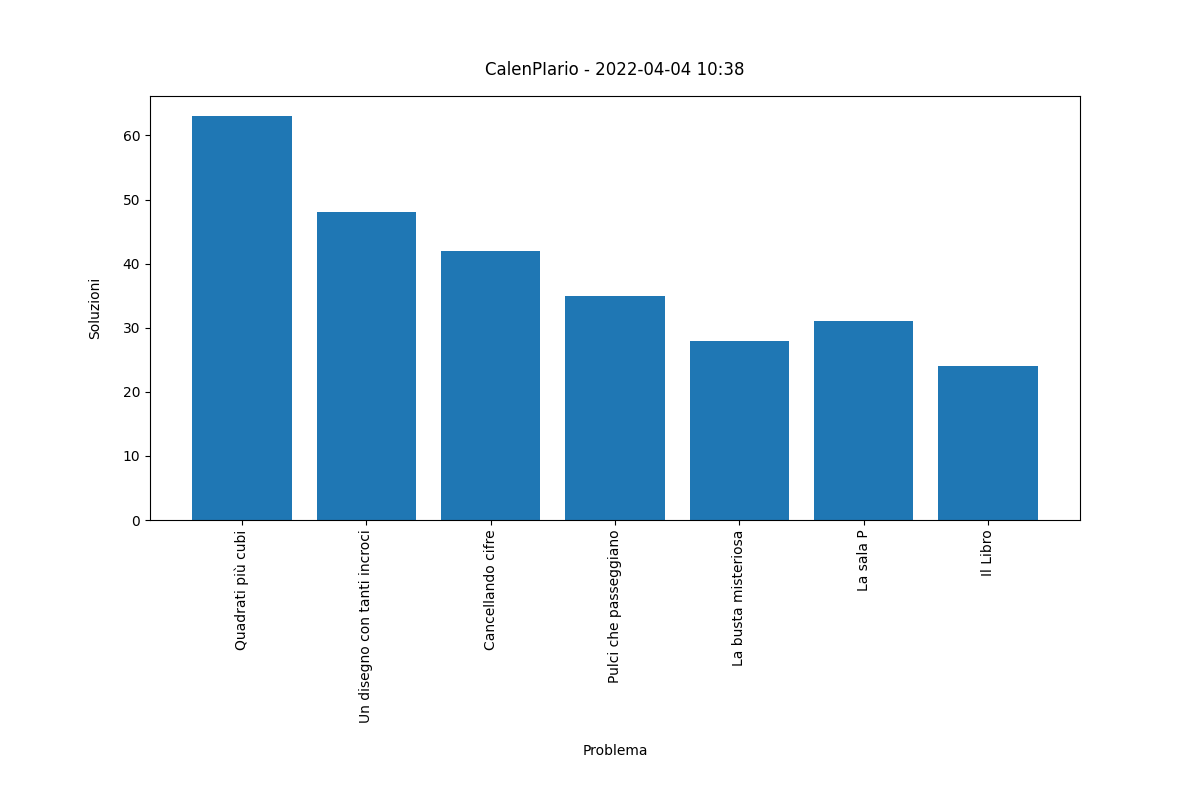 CalenPIario - 2022-04-04 10:38
Soluzioni
60
50
40
30
20
10
0
Quadrati più cubi
Un disegno con tanti incroci
Cancellando cifre
Pulci che passeggiano
La busta misteriosa
La sala P
Il Libro
Problema